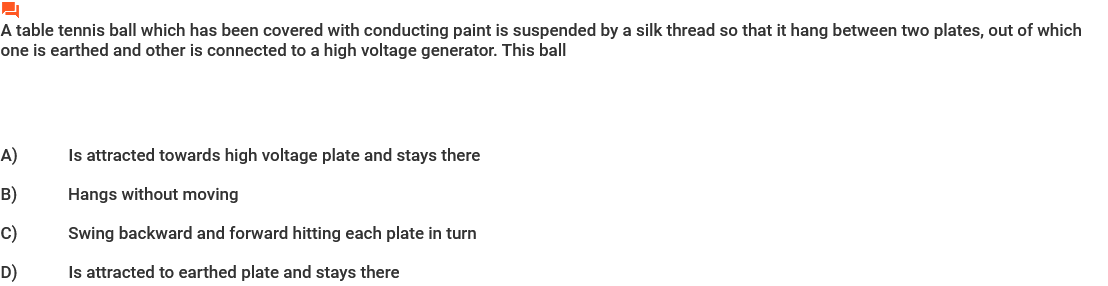 A table tennis ball which has been covered with conducting paint is suspended by a silk thread so that it hang between two plates, out of which
one is earthed and other is connected to a high voltage generator. This ball
A) Is attracted towards high voltage plate and stays there
B) Hangs without moving
C) Swing backward and forward hitting each plate in turn
D) Is attracted to earthed plate and stays there